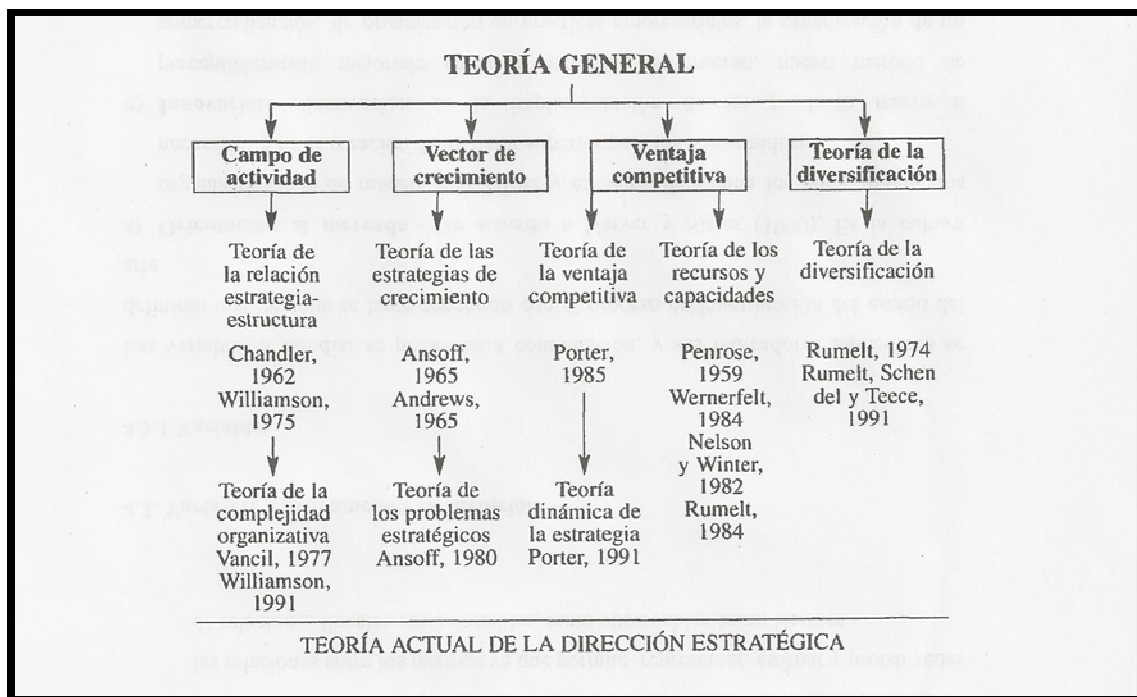 TEORÍA GENERAL
Campo de
actividad
Vector de
crecimiento
Ventaja
competitiva
Teoría de la
diversificación
Teoría de
la relación
estrategia-
estructura
Chandler,
1962
Williamson,
1975
Teoría de la
complejidad
organizativa
Vancil, 1977
Williamson,
1991
Teoría de las
estrategias de
crecimiento
Ansoff,
1965
Andrews,
1965
Teoría de
los problemas
estratégicos
Ansoff, 1980
Teoría de
la ventaja
competitiva
Porter,
1985
Teoría
dinámica de
la estrategia
Porter, 1991
Teoría de los
recursos y
capacidades
Penrose,
1959
Wernerfelt,
1984
Nelson
y Winter,
1982
Rumelt,
1984
Teoría de la
diversificación
Rumelt, 1974
Rumelt, Schen
del y Teece,
1991
TEORÍA ACTUAL DE LA DIRECCIÓN ESTRATÉGICA